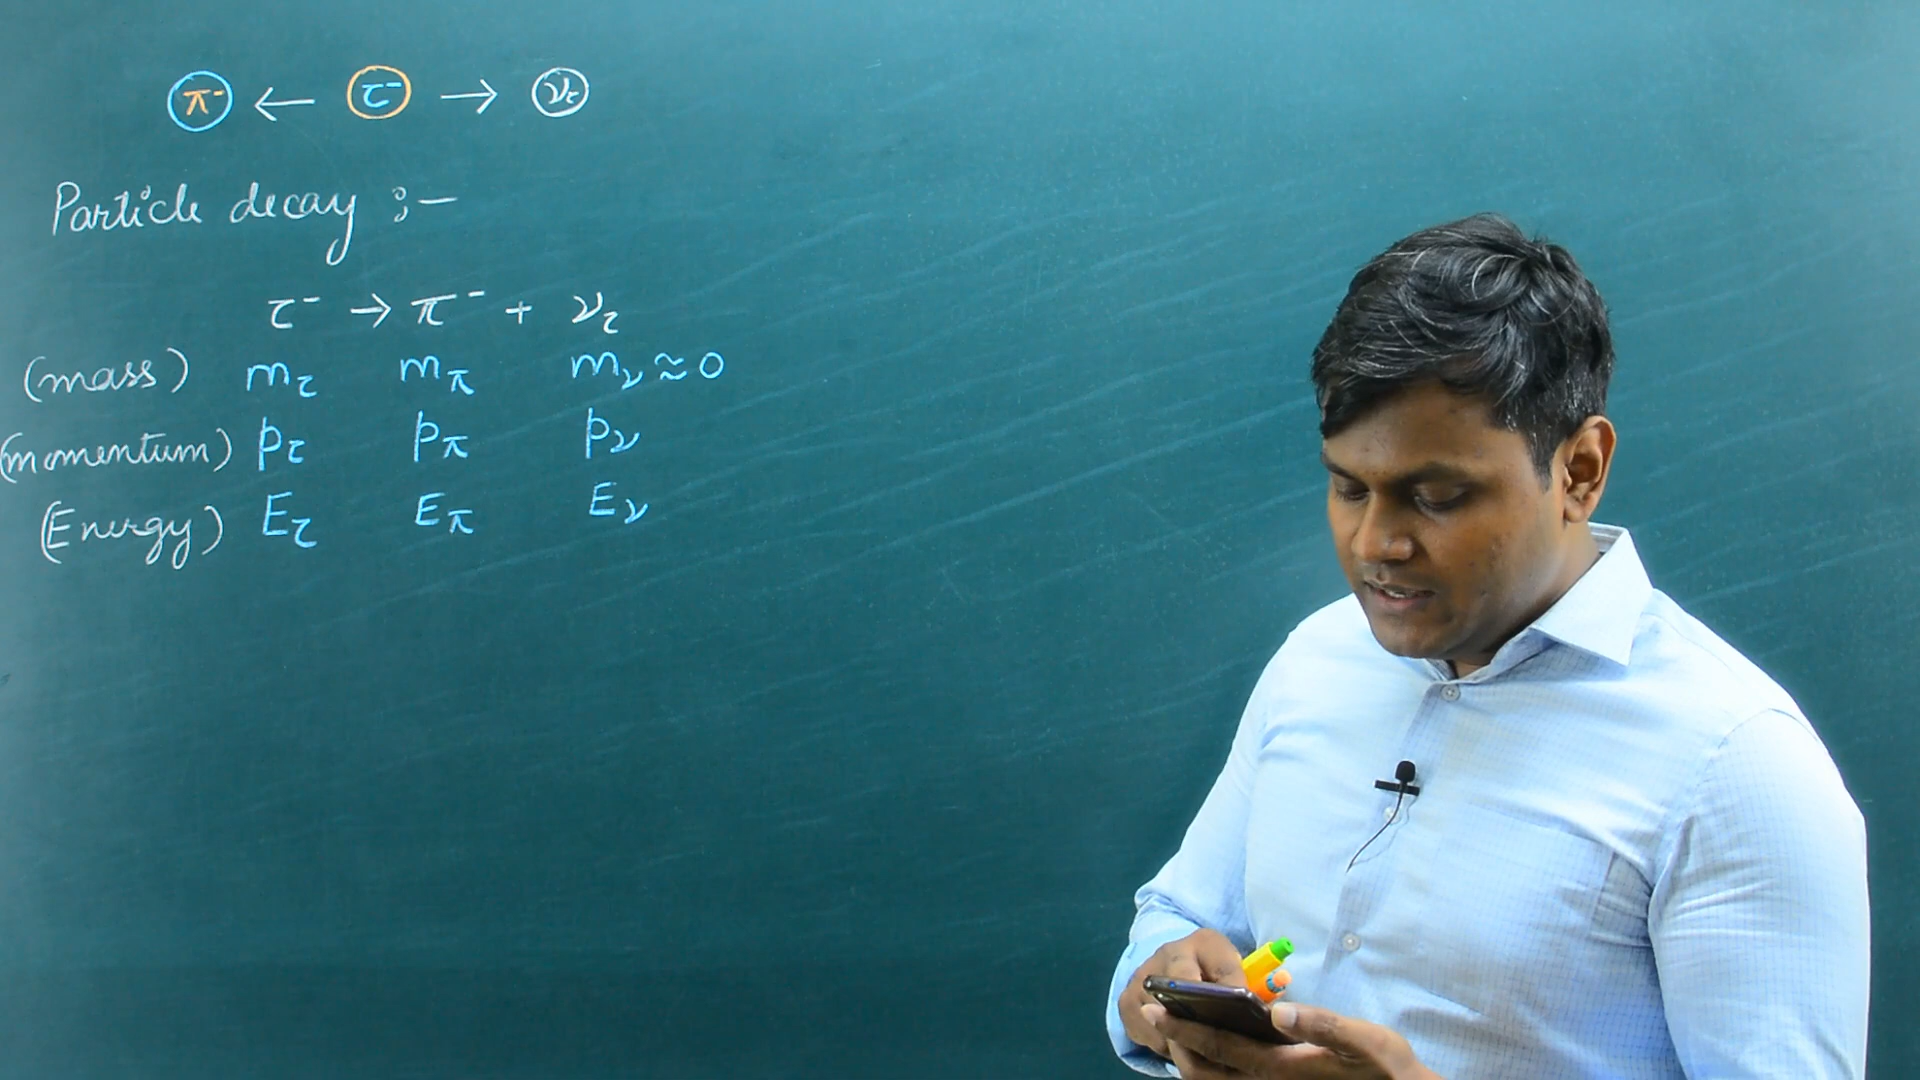 π⁻ ← τ⁻ → ν_τ
Particle decay :-
τ⁻ → π⁻ + ν_τ
(mass) m_τ m_π m_ν ≈ 0
(momentum) p_τ p_π p_ν
(Energy) E_τ E_π E_ν